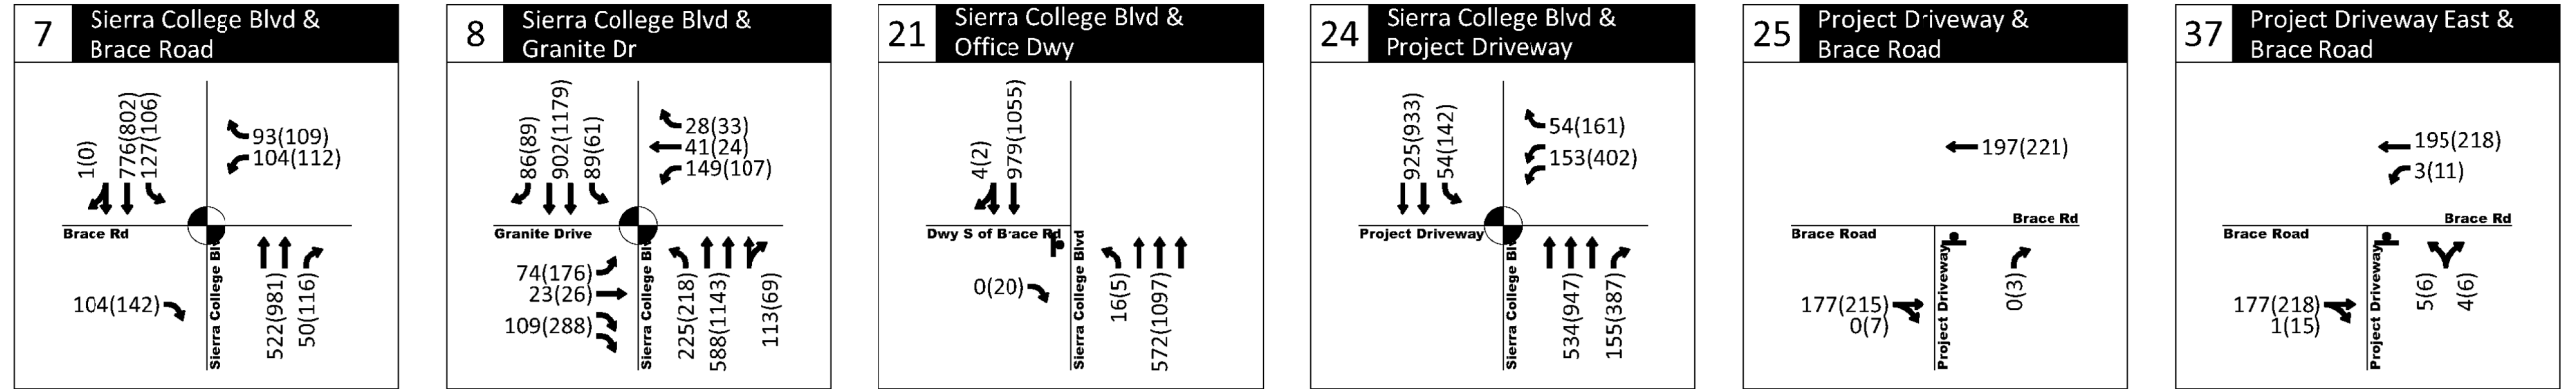 7
Sierra College Blvd &
Brace Road
1(0)
776(802)
127(106)
93(109)
104(112)
Brace Rd
Sierra College Blv
104(142)
522(981)
50(116)
8
Sierra College Blvd &
Granite Dr
86(89)
902(1179)
89(61)
28(33)
41(24)
149(107)
Granite Drive
Sierra College Blv
74(176)
23(26)
109(288)
225(218)
588(1143)
113(69)
21
Sierra College Blvd &
Office Dwy
4(2)
979(1055)
Dwy S of Brace Rd
Sierra College Blvd
0(20)
16(5)
572(1097)
24
Sierra College Blvd &
Project Driveway
925(933)
54(142)
54(161)
153(402)
Project Driveway
Sierra College Blv
534(947)
155(387)
25
Project Driveway &
Brace Road
197(221)
Brace Rd
Brace Road
Project Driveway
177(215)
0(7)
0(3)
37
Project Driveway East &
Brace Road
195(218)
3(11)
Brace Rd
Brace Road
Project Driveway
177(218)
1(15)
5(6)
4(6)